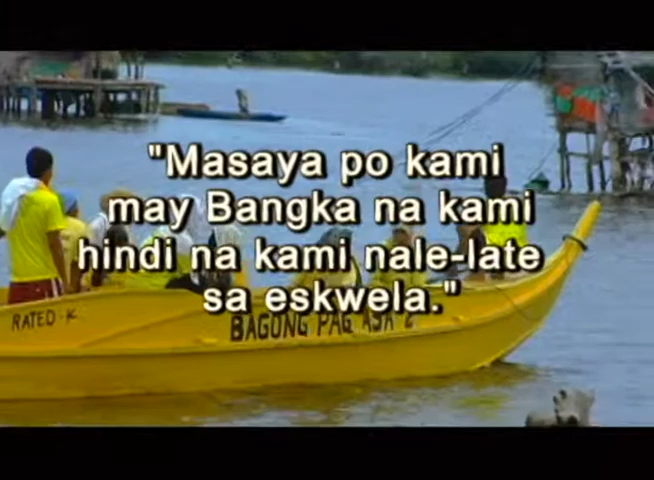 "Masaya po kami
may Bangka na kami
hindi na kami nale-late
sa eskwela."
RATED K
BAGONG PAG ASA 2